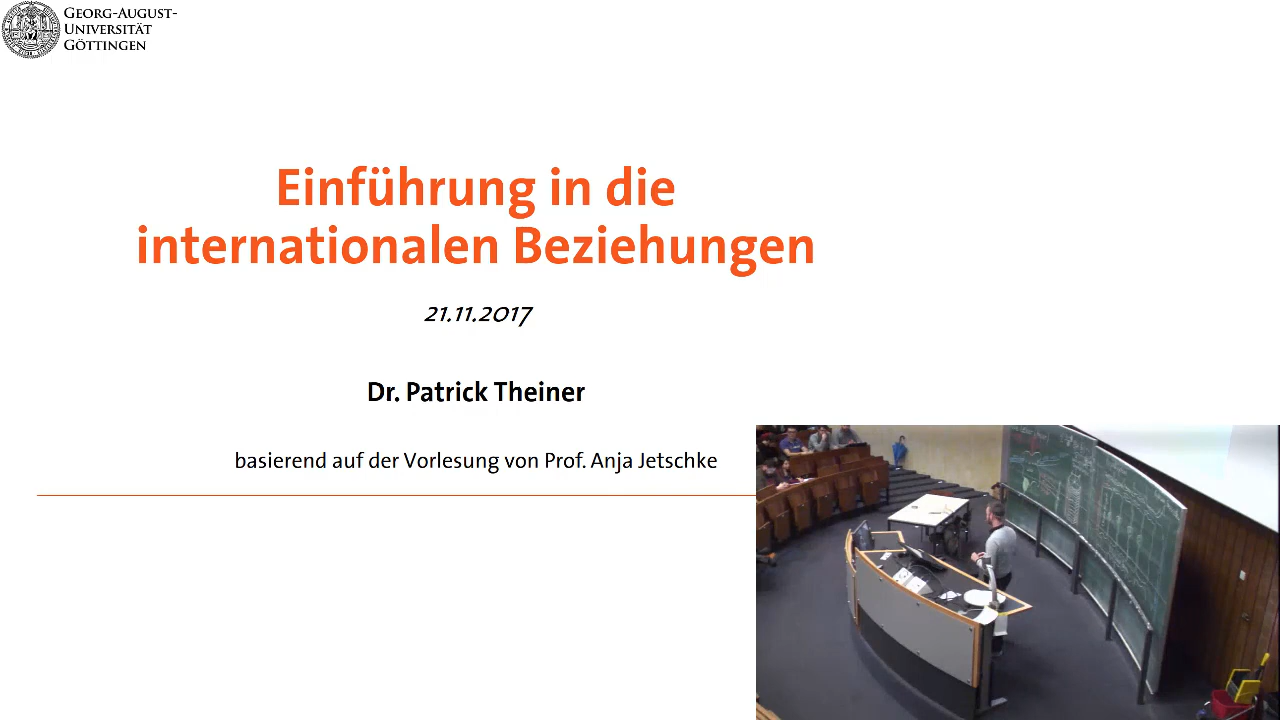 GEORG-AUGUST-
UNIVERSITÄT
GÖTTINGEN
Einführung in die
internationalen Beziehungen
21.11.2017
Dr. Patrick Theiner
basierend auf der Vorlesung von Prof. Anja Jetschke